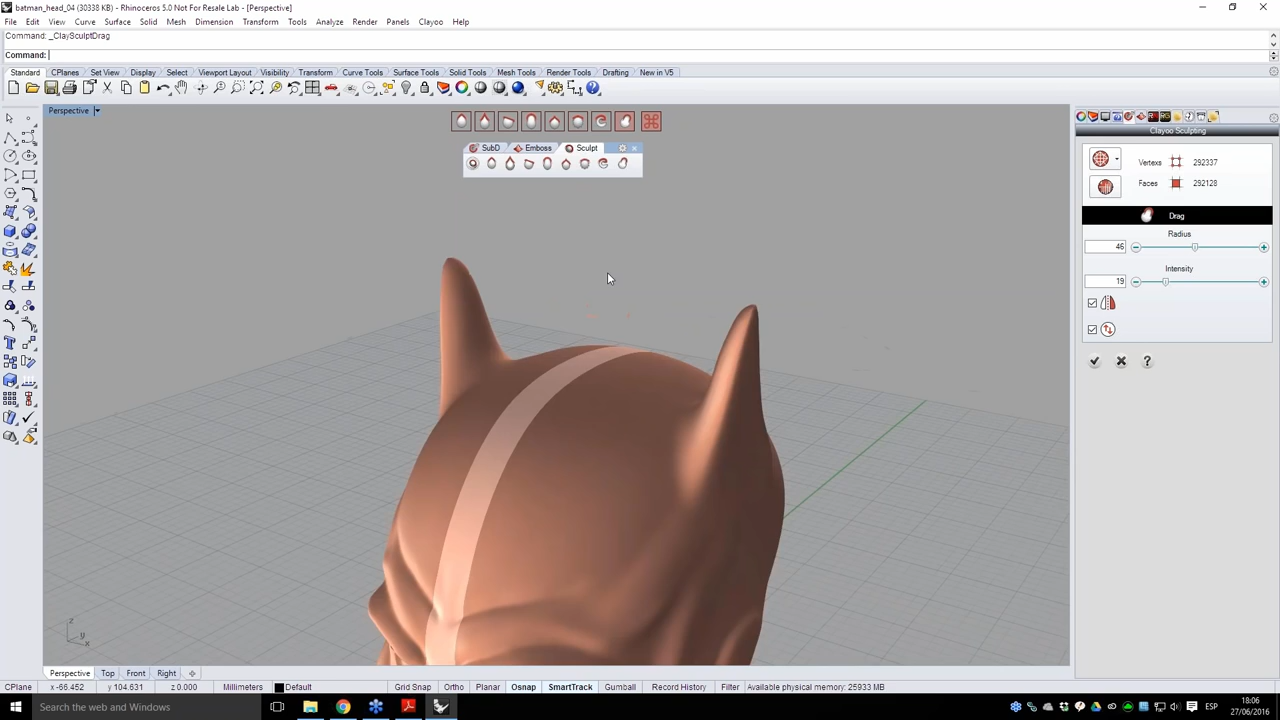 batman_head_04 (30338 KB) - Rhinoceros 5.0 Not For Resale Lab - [Perspective]
File Edit View Curve Surface Solid Mesh Dimension Transform Tools Analyze Render Panels Clayoo Help
Command: _ClaySculptDrag
Command:
Standard CPlanes Set View Display Select Viewport Layout Visibility Transform Curve Tools Surface Tools Solid Tools Mesh Tools Render Tools Drafting New in V5
Perspective
SubD Emboss Sculpt
Clayoo Sculpting
Vertexs 292337
Faces 292128
Drag
Radius
46
Intensity
19
z
y
x
Perspective Top Front Right
CPlane x -66.452 y 104.631 z 0.000 Millimeters Default Grid Snap Ortho Planar Osnap SmartTrack Gumball Record History Filter Available physical memory: 25933 MB
Search the web and Windows
ESP
18:06
27/06/2016